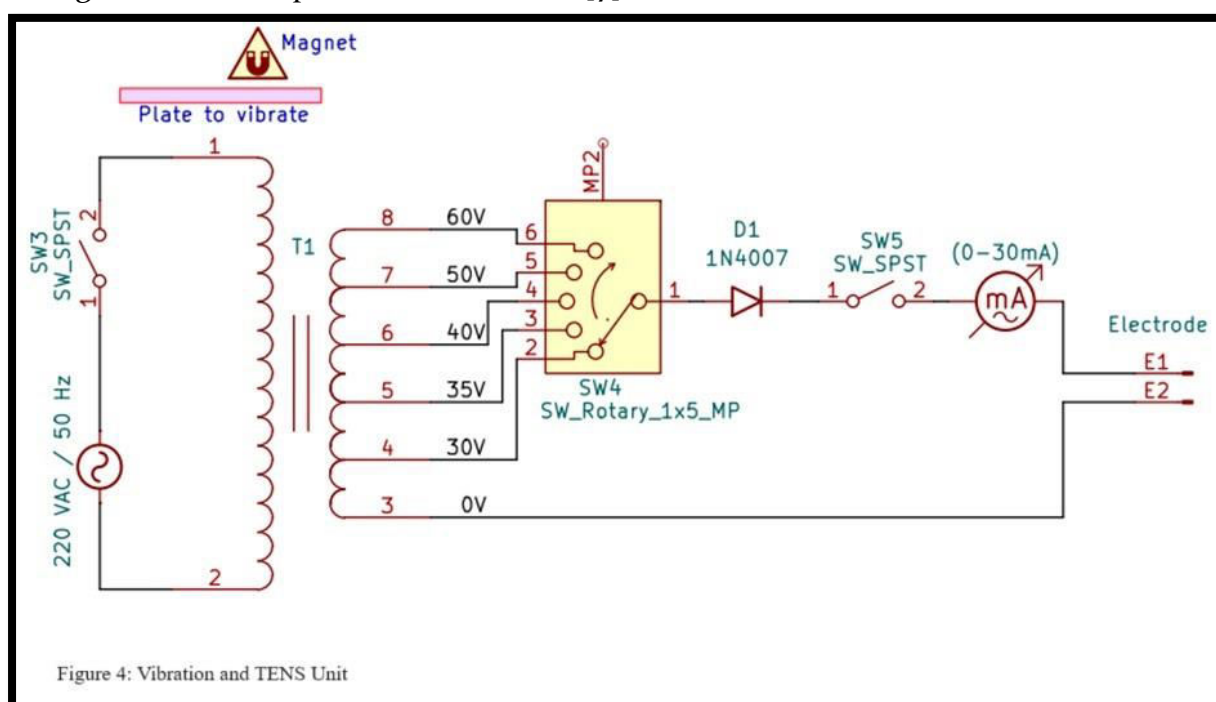 Magnet
Plate to vibrate
1
2
SW3
SW_SPST
1
220 VAC / 50 Hz
2
T1
8 60V
7 50V
6 40V
5 35V
4 30V
3 0V
MP2
6
5
4
3
2
1
SW4
SW_Rotary_1x5_MP
D1
1N4007
SW5
SW_SPST
1 2
(0-30mA)
mA
Electrode
E1
E2
Figure 4: Vibration and TENS Unit